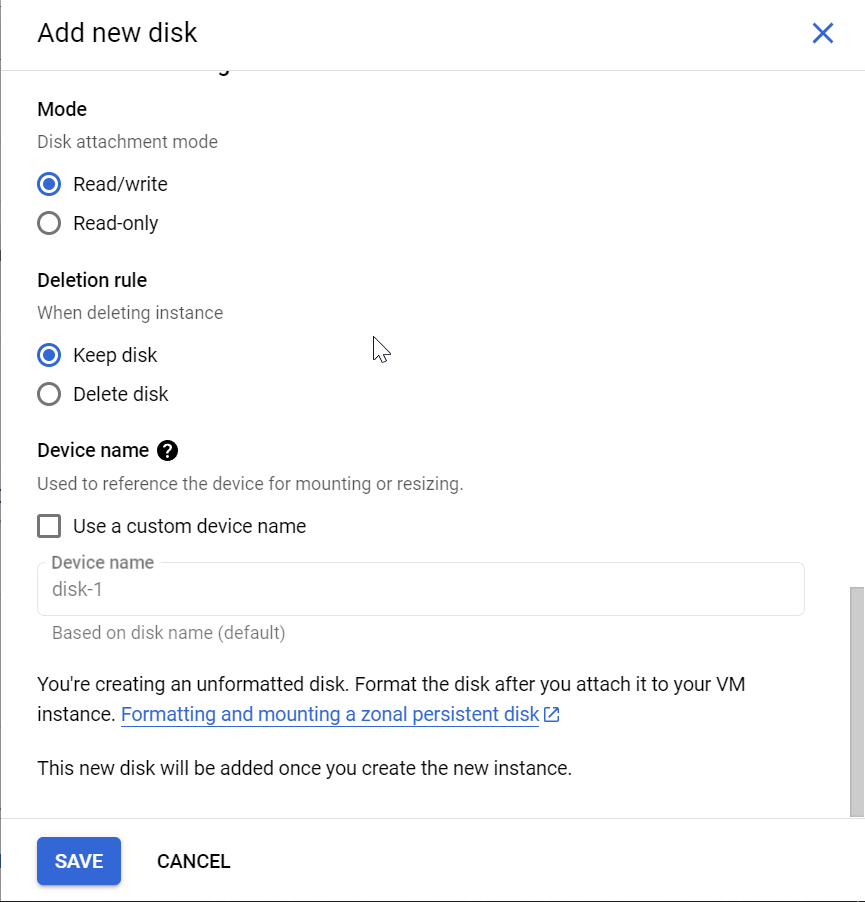 Add new disk
Mode
Disk attachment mode
Read/write
Read-only
Deletion rule
When deleting instance
Keep disk
Delete disk
Device name
Used to reference the device for mounting or resizing.
Use a custom device name
Device name
disk-1
Based on disk name (default)
You're creating an unformatted disk. Format the disk after you attach it to your VM
instance. Formatting and mounting a zonal persistent disk
This new disk will be added once you create the new instance.
SAVE CANCEL